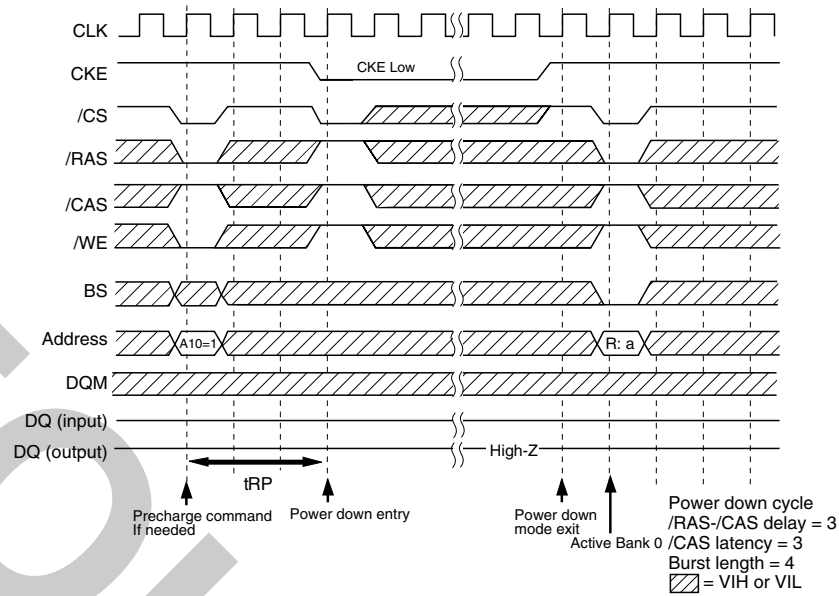 CLK
CKE
CKE Low
/CS
/RAS
/CAS
/WE
BS
Address
A10=1
R: a
DQM
DQ (input)
DQ (output)
High-Z
tRP
Precharge command
If needed
Power down entry
Power down
mode exit
Active Bank 0
Power down cycle
/RAS-/CAS delay = 3
/CAS latency = 3
Burst length = 4
= VIH or VIL